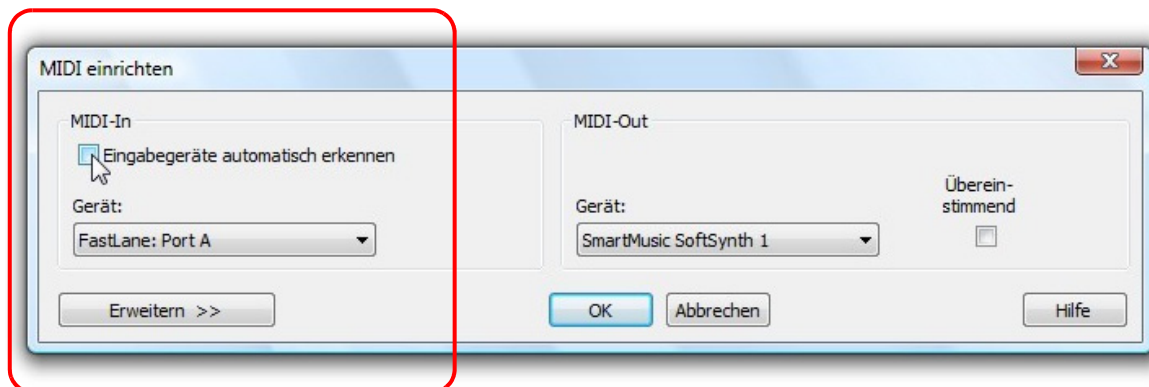 MIDI einrichten
MIDI-In
Eingabegeräte automatisch erkennen
Gerät:
FastLane: Port A
MIDI-Out
Überein-
stimmend
Gerät:
SmartMusic SoftSynth 1
Erweitern >>
OK
Abbrechen
Hilfe